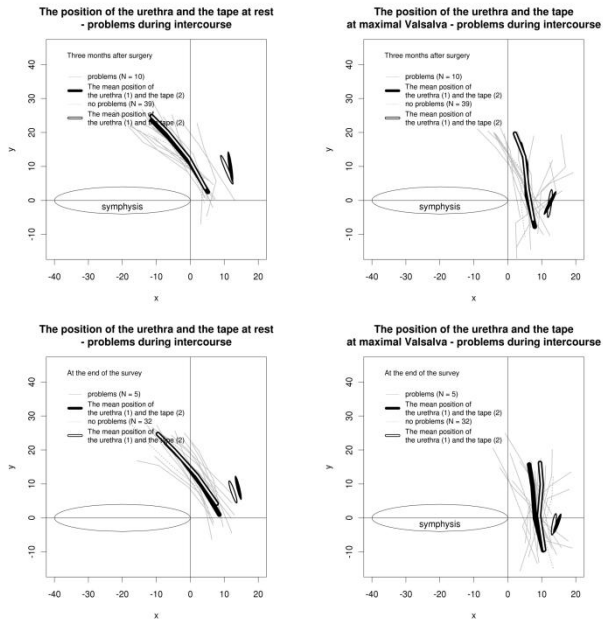 The position of the urethra and the tape at rest
- problems during intercourse
Three months after surgery
problems (N = 10)
The mean position of
the urethra (1) and the tape (2)
no problems (N = 39)
The mean position of
the urethra (1) and the tape (2)
symphysis
y
40
30
20
10
0
-10
-40
-30
-20
-10
0
10
20
x
The position of the urethra and the tape
at maximal Valsalva - problems during intercourse
Three months after surgery
problems (N = 10)
The mean position of
the urethra (1) and the tape (2)
no problems (N = 39)
The mean position of
the urethra (1) and the tape (2)
symphysis
y
40
30
20
10
0
-10
-40
-30
-20
-10
0
10
20
x
The position of the urethra and the tape at rest
- problems during intercourse
At the end of the survey
problems (N = 5)
The mean position of
the urethra (1) and the tape (2)
no problems (N = 32
The mean position of
the urethra (1) and the tape (2)
y
40
30
20
10
0
-10
-40
-30
-20
-10
0
10
20
x
The position of the urethra and the tape
at maximal Valsalva - problems during intercourse
At the end of the survey
problems (N = 5)
The mean position of
the urethra (1) and the tape (2)
no problems (N = 32)
The mean position of
the urethra (1) and the tape (2)
symphysis
y
40
30
20
10
0
-10
-40
-30
-20
-10
0
10
20
x